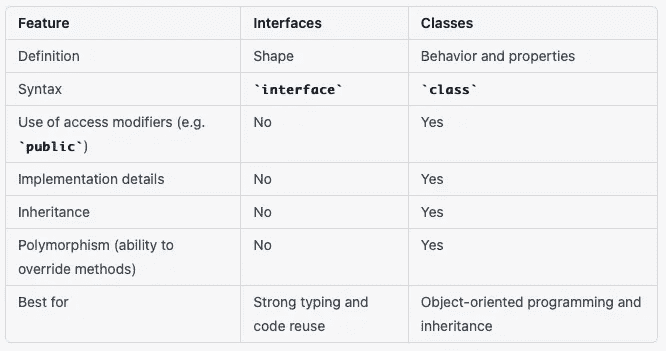 Feature Interfaces Classes
Definition Shape Behavior and properties
Syntax `interface` `class`
Use of access modifiers (e.g. No Yes
`public`)
Implementation details No Yes
Inheritance No Yes
Polymorphism (ability to No Yes
override methods)
Best for Strong typing and Object-oriented programming and
code reuse inheritance